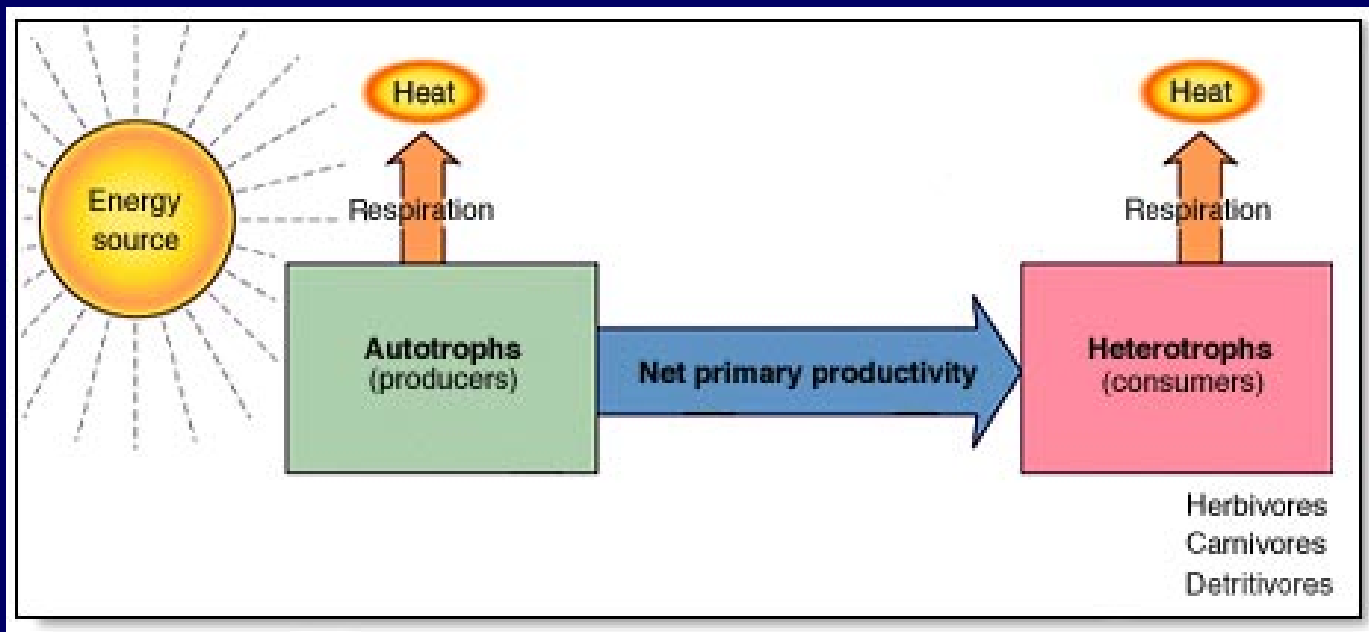 Energy
source
Heat
Respiration
Autotrophs
(producers)
Net primary productivity
Heat
Respiration
Heterotrophs
(consumers)
Herbivores
Carnivores
Detritivores